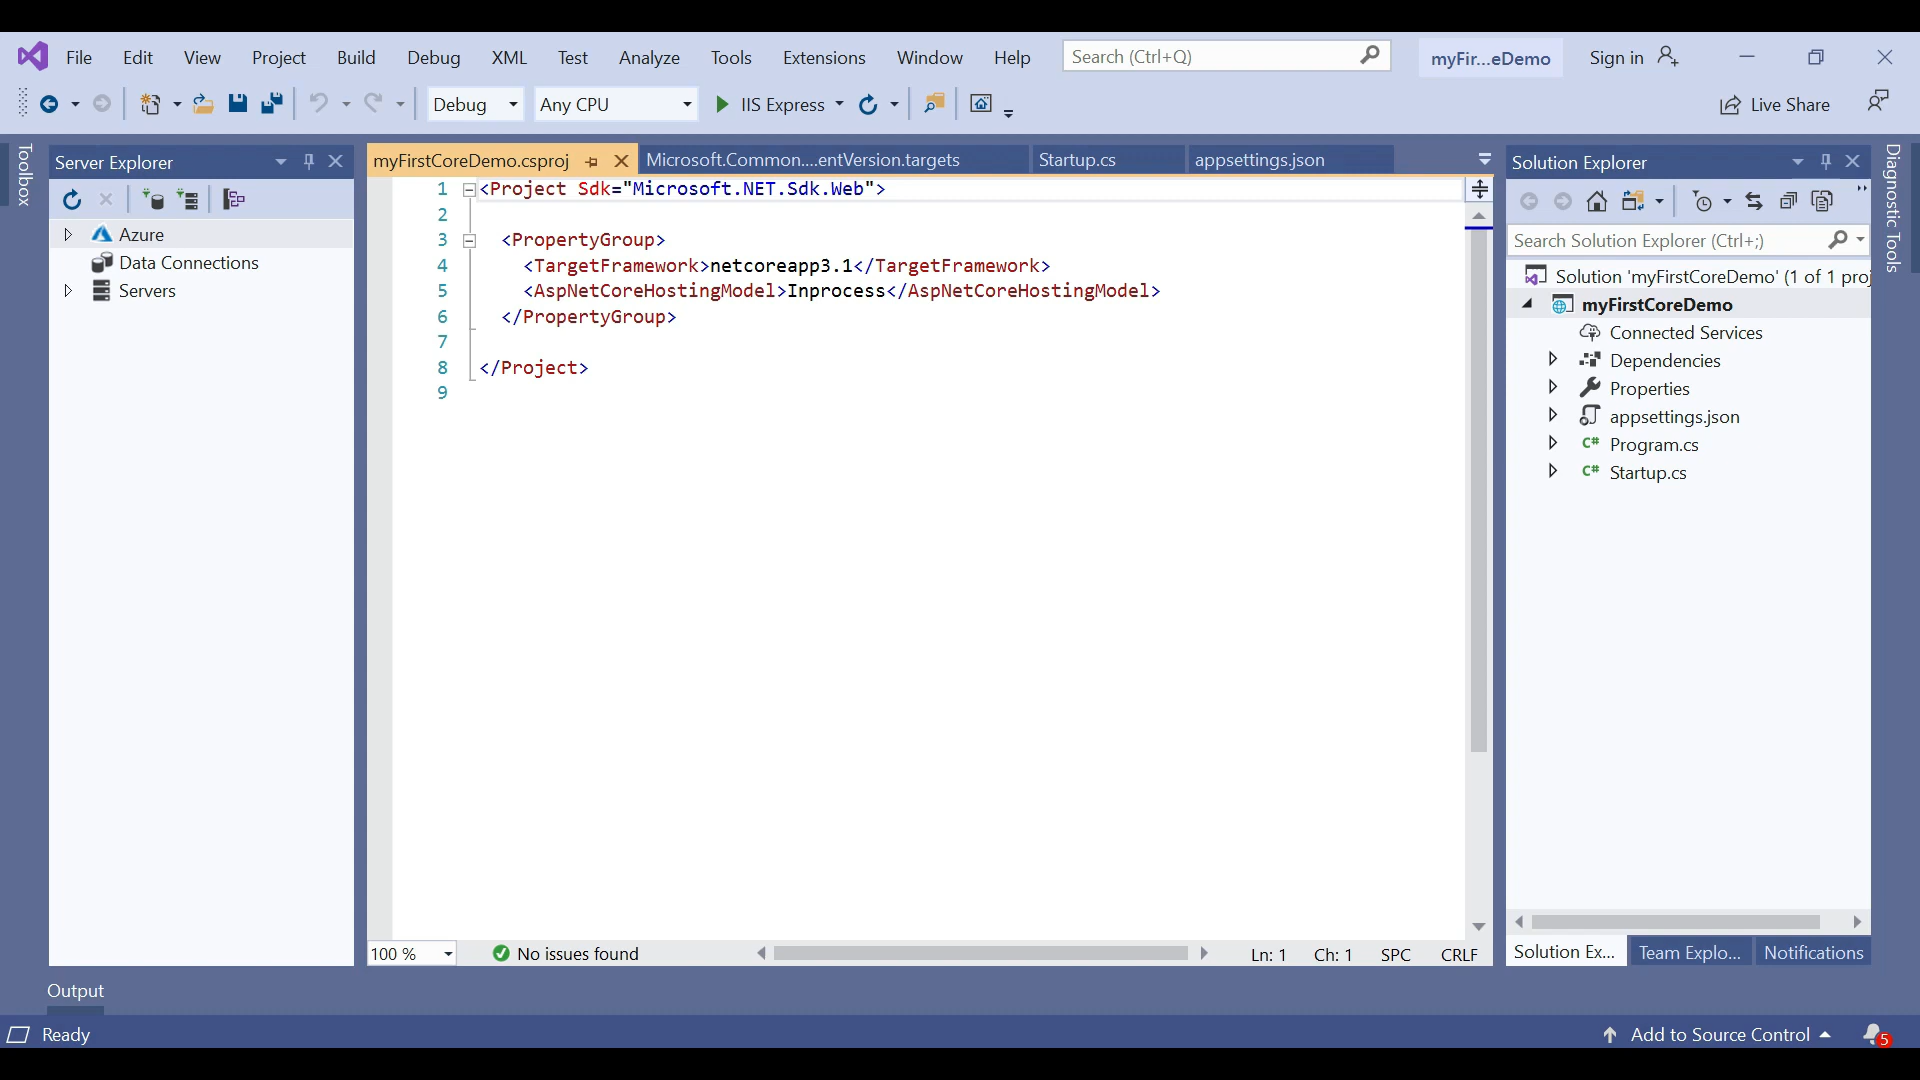 File Edit View Project Build Debug XML Test Analyze Tools Extensions Window Help Search (Ctrl+Q) myFir...eDemo Sign in
Debug Any CPU IIS Express Live Share
Toolbox
Server Explorer
Azure
Data Connections
Servers
myFirstCoreDemo.csproj Microsoft.Common....entVersion.targets Startup.cs appsettings.json
1 <Project Sdk="Microsoft.NET.Sdk.Web">
2
3 <PropertyGroup>
4 <TargetFramework>netcoreapp3.1</TargetFramework>
5 <AspNetCoreHostingModel>Inprocess</AspNetCoreHostingModel>
6 </PropertyGroup>
7
8 </Project>
9
100 % No issues found Ln: 1 Ch: 1 SPC CRLF
Solution Explorer
Search Solution Explorer (Ctrl+;)
Solution 'myFirstCoreDemo' (1 of 1 proj
myFirstCoreDemo
Connected Services
Dependencies
Properties
appsettings.json
C# Program.cs
C# Startup.cs
Solution Ex... Team Explo... Notifications
Diagnostic Tools
Output
Ready Add to Source Control 5